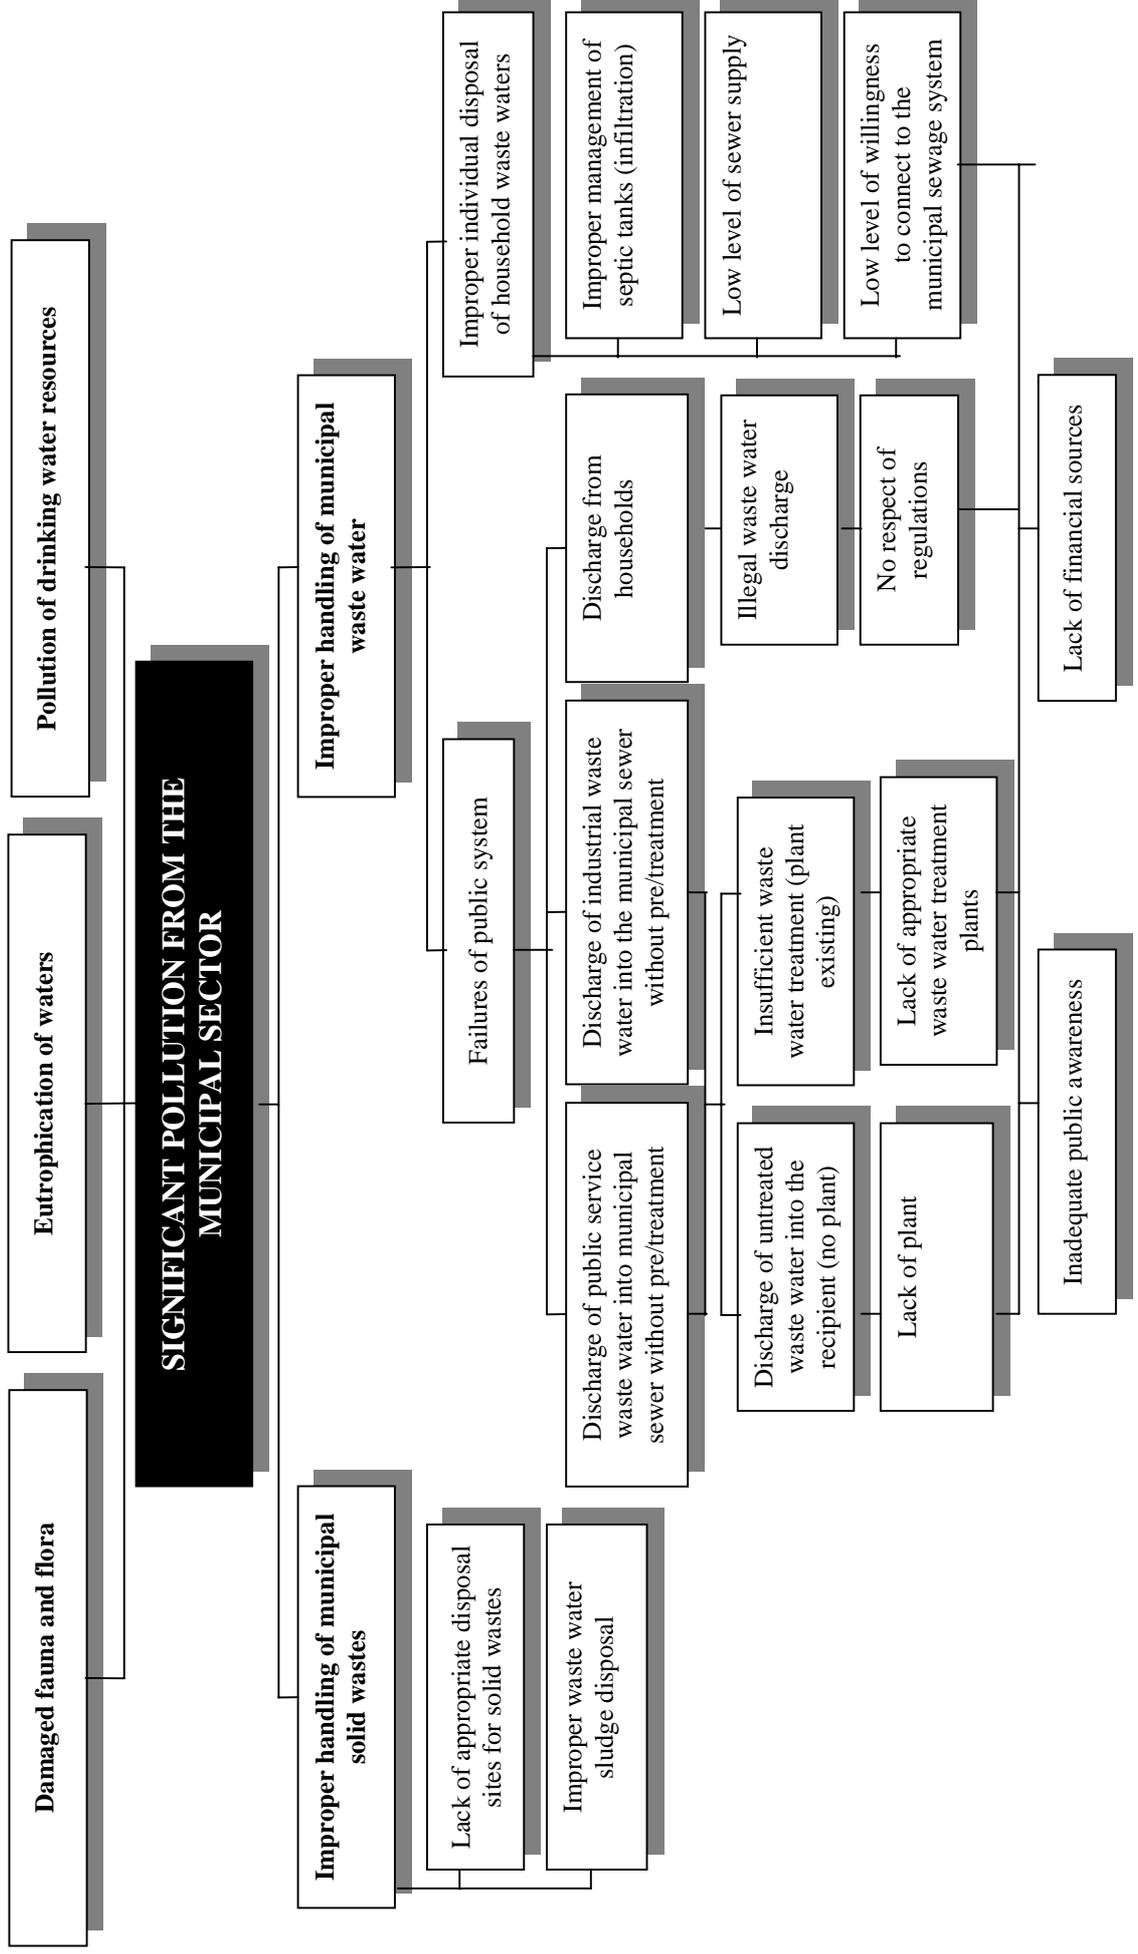 Damaged fauna and flora
Eutrophication of waters
Pollution of drinking water resources
SIGNIFICANT POLLUTION FROM THE
MUNICIPAL SECTOR
Improper handling of municipal
solid wastes
Improper handling of municipal
waste water
Lack of appropriate disposal
sites for solid wastes
Improper waste water
sludge disposal
Failures of public system
Improper individual disposal
of household waste waters
Discharge of public service
waste water into municipal
sewer without pre/treatment
Discharge of industrial waste
water into the municipal sewer
without pre/treatment
Discharge from
households
Improper management of
septic tanks (infiltration)
Discharge of untreated
waste water into the
recipient (no plant)
Insufficient waste
water treatment (plant
existing)
Illegal waste water
discharge
Low level of sewer supply
Lack of plant
Lack of appropriate
waste water treatment
plants
No respect of
regulations
Low level of willingness
to connect to the
municipal sewage system
Inadequate public awareness
Lack of financial sources